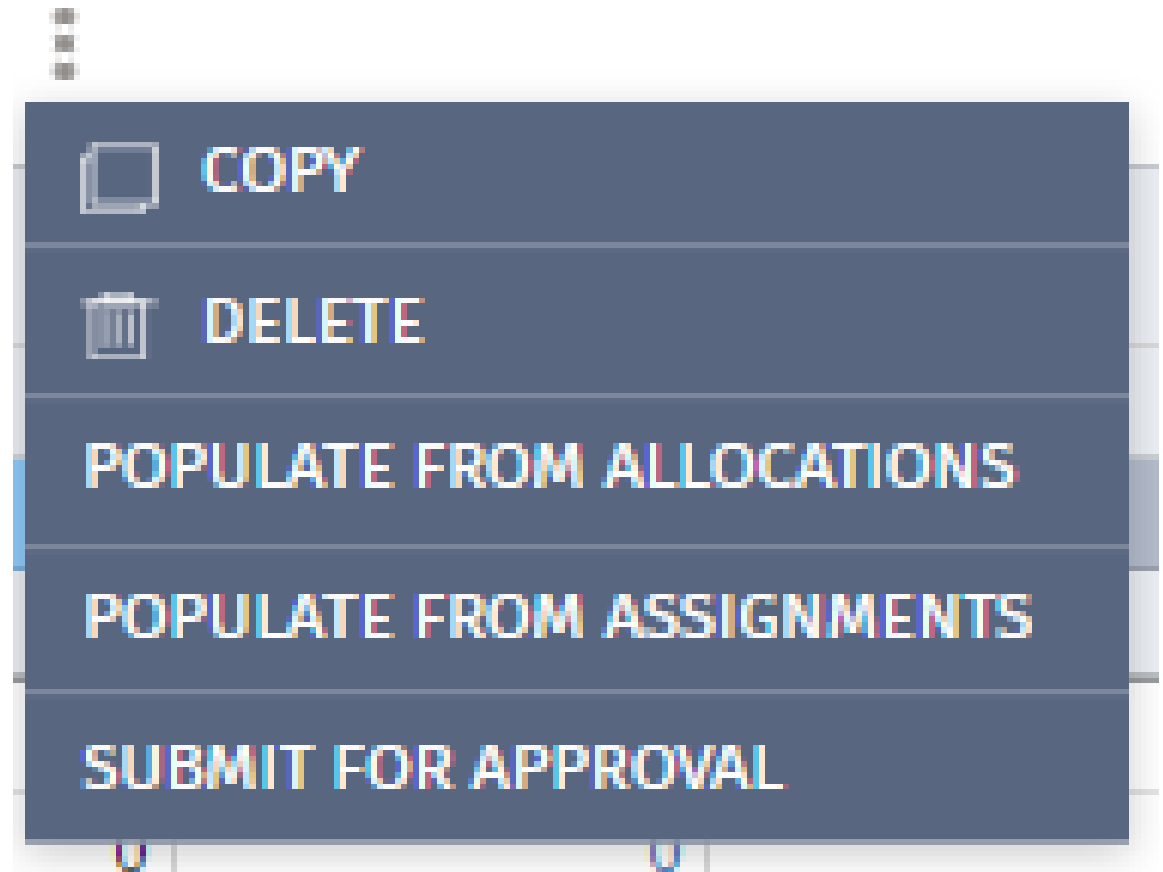 COPY
DELETE
POPULATE FROM ALLOCATIONS
POPULATE FROM ASSIGNMENTS
SUBMIT FOR APPROVAL